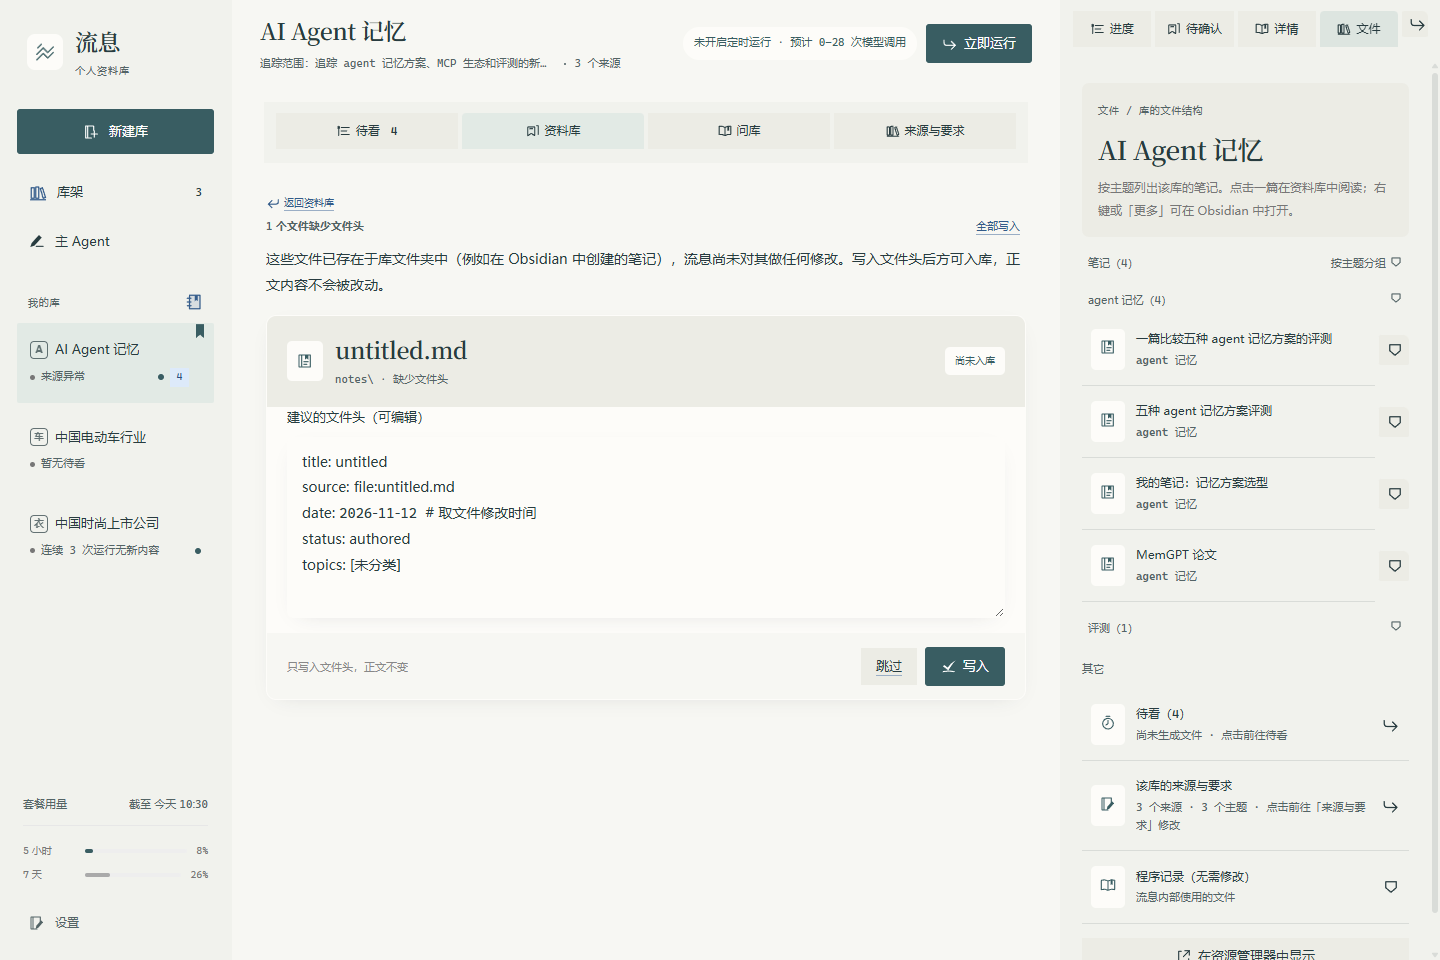 流息
个人资料库
新建库
库架 3
主 Agent
我的库
A AI Agent 记忆
来源异常 4
车 中国电动车行业
暂无待看
衣 中国时尚上市公司
连续 3 次运行无新内容
套餐用量 截至 今天 10:30
5 小时 8%
7 天 26%
设置
AI Agent 记忆
追踪范围：追踪 agent 记忆方案、MCP 生态和评测的新… · 3 个来源
未开启定时运行 · 预计 0–28 次模型调用
立即运行
待看 4
资料库
问库
来源与要求
返回资料库
1 个文件缺少文件头 全部写入
这些文件已存在于库文件夹中（例如在 Obsidian 中创建的笔记），流息尚未对其做任何修改。写入文件头后方可入库，正
文内容不会被改动。
untitled.md
notes\ · 缺少文件头
尚未入库
建议的文件头（可编辑）
title: untitled
source: file:untitled.md
date: 2026-11-12 # 取文件修改时间
status: authored
topics: [未分类]
只写入文件头，正文不变
跳过
写入
进度
待确认
详情
文件
文件 / 库的文件结构
AI Agent 记忆
按主题列出该库的笔记。点击一篇在资料库中阅读；右
键或「更多」可在 Obsidian 中打开。
笔记（4） 按主题分组
agent 记忆（4）
一篇比较五种 agent 记忆方案的评测
agent 记忆
五种 agent 记忆方案评测
agent 记忆
我的笔记：记忆方案选型
agent 记忆
MemGPT 论文
agent 记忆
评测（1）
其它
待看（4）
尚未生成文件 · 点击前往待看
该库的来源与要求
3 个来源 · 3 个主题 · 点击前往「来源与要
求」修改
程序记录（无需修改）
流息内部使用的文件
在资源管理器中显示